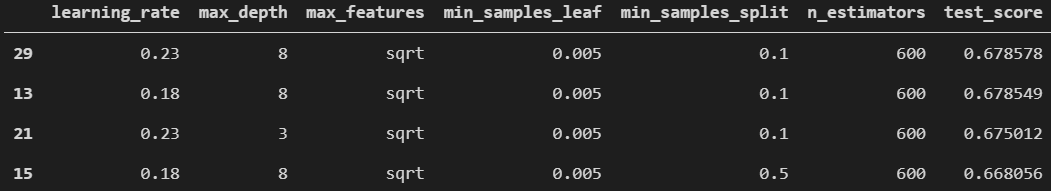 learning_rate max_depth max_features min_samples_leaf min_samples_split n_estimators test_score
29 0.23 8 sqrt 0.005 0.1 600 0.678578
13 0.18 8 sqrt 0.005 0.1 600 0.678549
21 0.23 3 sqrt 0.005 0.1 600 0.675012
15 0.18 8 sqrt 0.005 0.5 600 0.668056